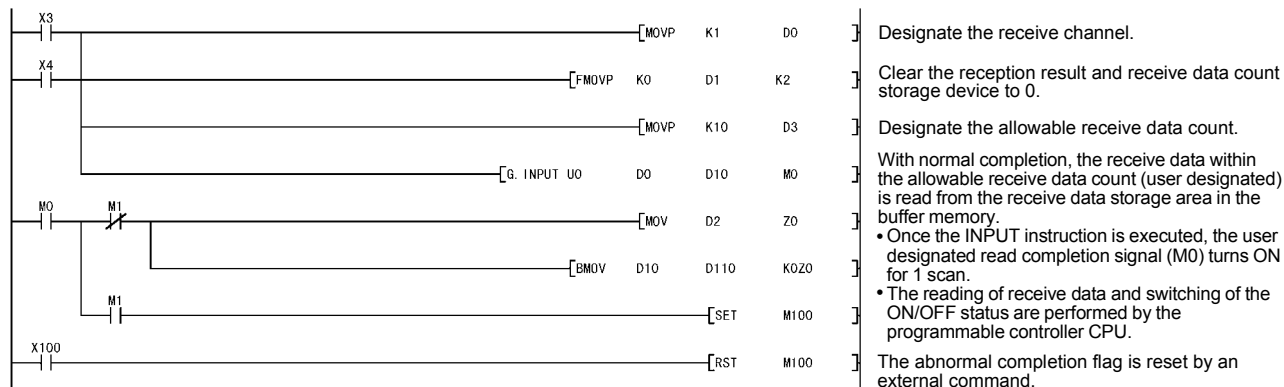 X3
[MOVP K1 D0 ] Designate the receive channel.
X4
[FMOVP K0 D1 K2 ] Clear the reception result and receive data count
storage device to 0.
[MOVP K10 D3 ] Designate the allowable receive data count.
[G. INPUT U0 D0 D10 M0 ] With normal completion, the receive data within
the allowable receive data count (user designated)
is read from the receive data storage area in the
buffer memory.
M0 M1
[MOV D2 Z0 ]
• Once the INPUT instruction is executed, the user
designated read completion signal (M0) turns ON
for 1 scan.
[BMOV D10 D110 K0Z0 ]
• The reading of receive data and switching of the
ON/OFF status are performed by the
programmable controller CPU.
M1
[SET M100 ]
X100
[RST M100 ] The abnormal completion flag is reset by an
external command.